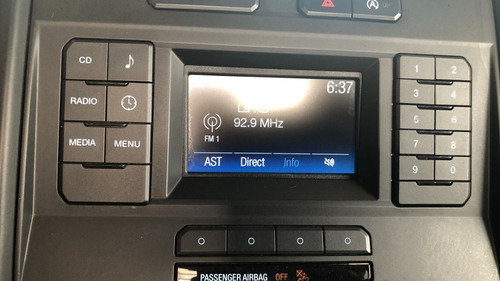 CD
RADIO
MEDIA MENU
6:37
92.9 MHz
FM 1
AST Direct Info
1 2
3 4
5 6
7 8
9 0
PASSENGER AIRBAG OFF